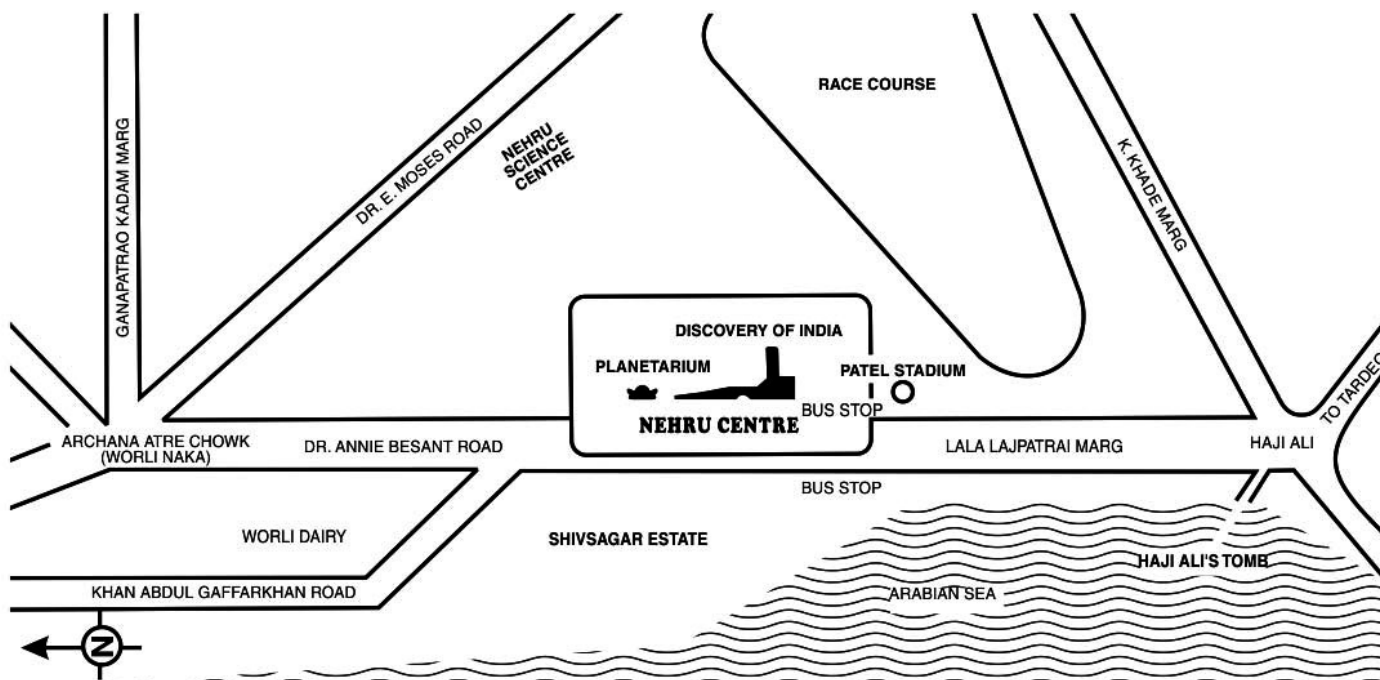 RACE COURSE
GANAPATRAO KADAM MARG
DR. E. MOSES ROAD
NEHRU
SCIENCE
CENTRE
K. KHADE MARG
DISCOVERY OF INDIA
PLANETARIUM
PATEL STADIUM
BUS STOP
NEHRU CENTRE
TO TARDEO
ARCHANA ATRE CHOWK
(WORLI NAKA)
DR. ANNIE BESANT ROAD
LALA LAJPATRAI MARG
HAJI ALI
BUS STOP
WORLI DAIRY
SHIVSAGAR ESTATE
HAJI ALI'S TOMB
KHAN ABDUL GAFFARKHAN ROAD
ARABIAN SEA
N